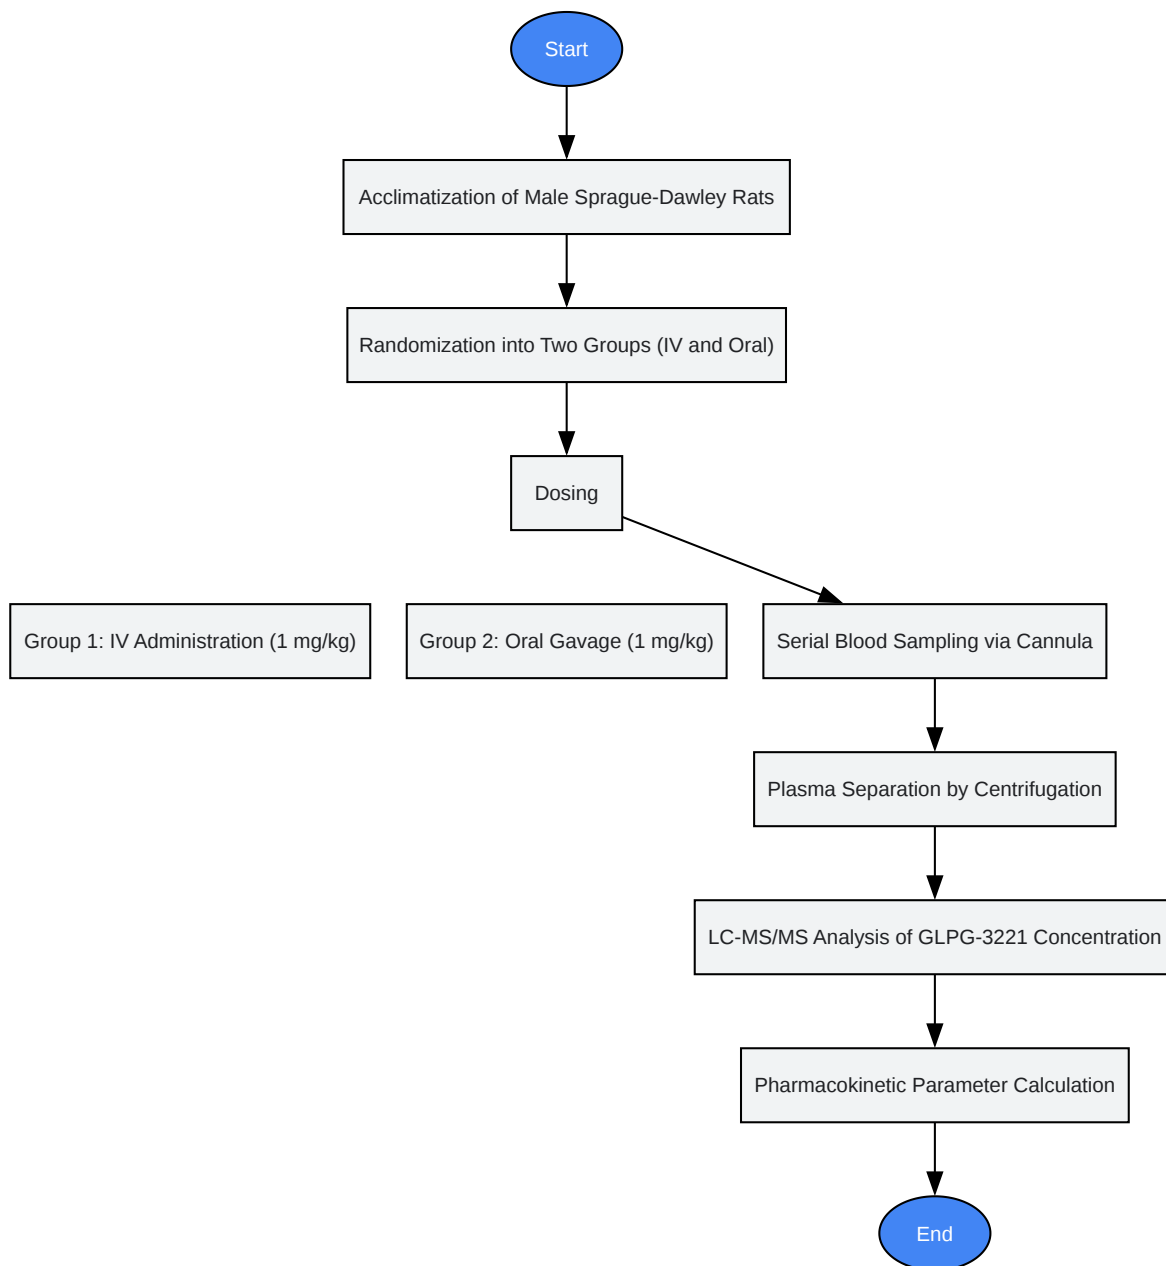 Start
Acclimatization of Male Sprague-Dawley Rats
Randomization into Two Groups (IV and Oral)
Dosing
Group 1: IV Administration (1 mg/kg)
Group 2: Oral Gavage (1 mg/kg)
Serial Blood Sampling via Cannula
Plasma Separation by Centrifugation
LC-MS/MS Analysis of GLPG-3221 Concentration
Pharmacokinetic Parameter Calculation
End